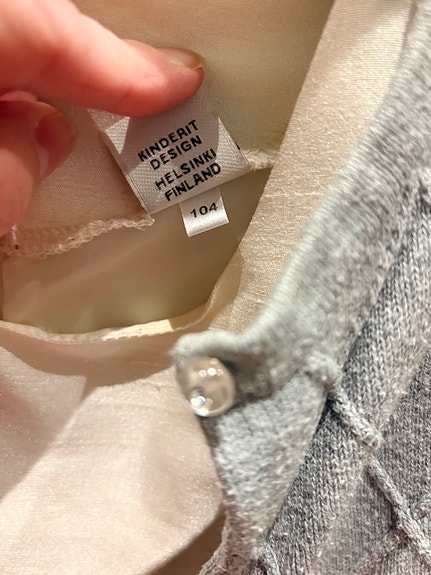 KINDERIT
DESIGN
HELSINKI
FINLAND
104